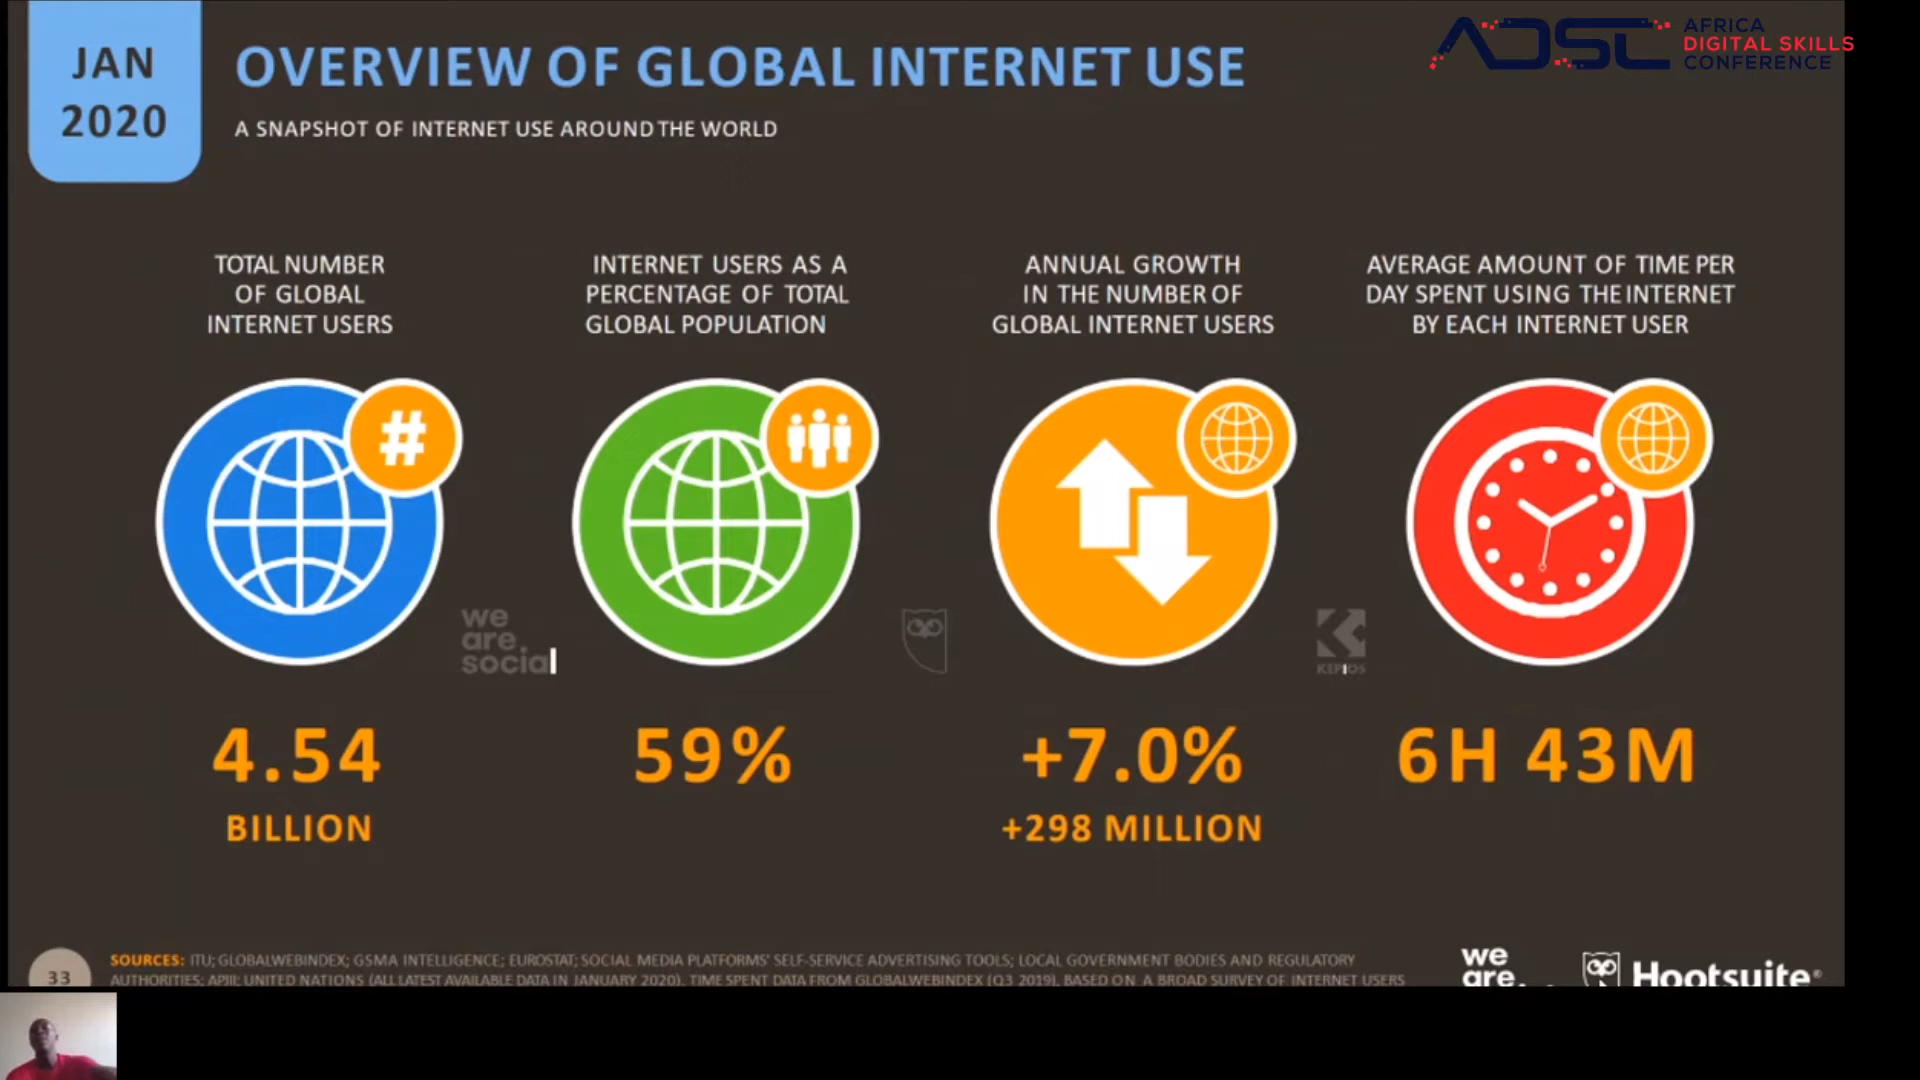 JAN
2020
OVERVIEW OF GLOBAL INTERNET USE
A SNAPSHOT OF INTERNET USE AROUND THE WORLD
ADSC
AFRICA
DIGITAL SKILLS
CONFERENCE
TOTAL NUMBER
OF GLOBAL
INTERNET USERS
INTERNET USERS AS A
PERCENTAGE OF TOTAL
GLOBAL POPULATION
ANNUAL GROWTH
IN THE NUMBER OF
GLOBAL INTERNET USERS
AVERAGE AMOUNT OF TIME PER
DAY SPENT USING THE INTERNET
BY EACH INTERNET USER
#
we
are.
social
KEPIOS
4.54
BILLION
59%
+7.0%
+298 MILLION
6H 43M
33
SOURCES: ITU; GLOBALWEBINDEX; GSMA INTELLIGENCE; EUROSTAT; SOCIAL MEDIA PLATFORMS' SELF-SERVICE ADVERTISING TOOLS; LOCAL GOVERNMENT BODIES AND REGULATORY
AUTHORITIES; APJII; UNITED NATIONS (ALL LATEST AVAILABLE DATA IN JANUARY 2020). TIME SPENT DATA FROM GLOBALWEBINDEX (Q3 2019), BASED ON A BROAD SURVEY OF INTERNET USERS
we
are.
Hootsuite®